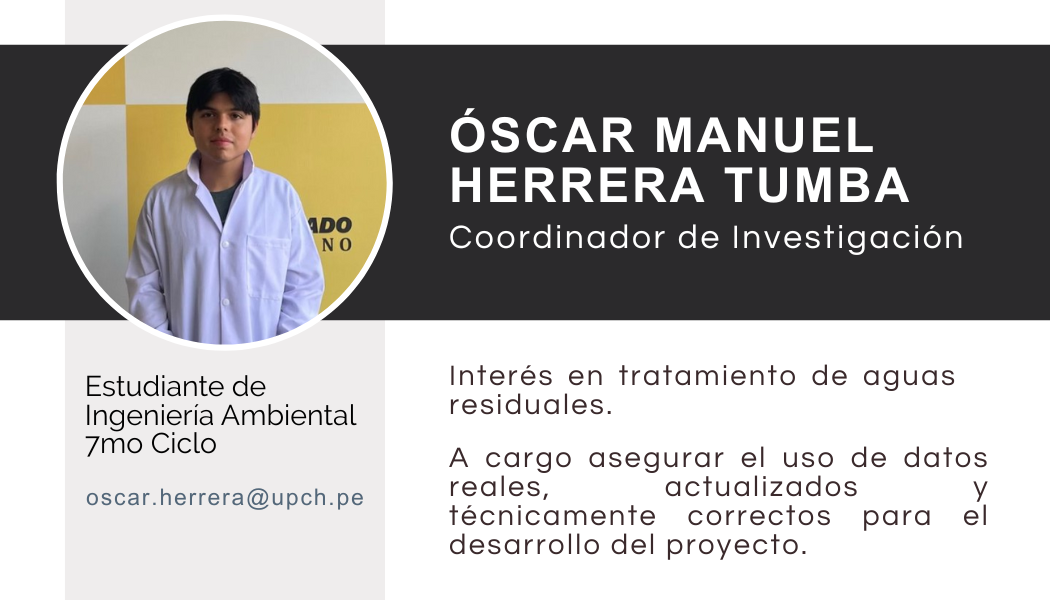 ÓSCAR MANUEL
HERRERA TUMBA
Coordinador de Investigación
ADO
NO
Estudiante de
Ingeniería Ambiental
7mo Ciclo
oscar.herrera@upch.pe
Interés en tratamiento de aguas
residuales.
A cargo asegurar el uso de datos
reales, actualizados y
técnicamente correctos para el
desarrollo del proyecto.